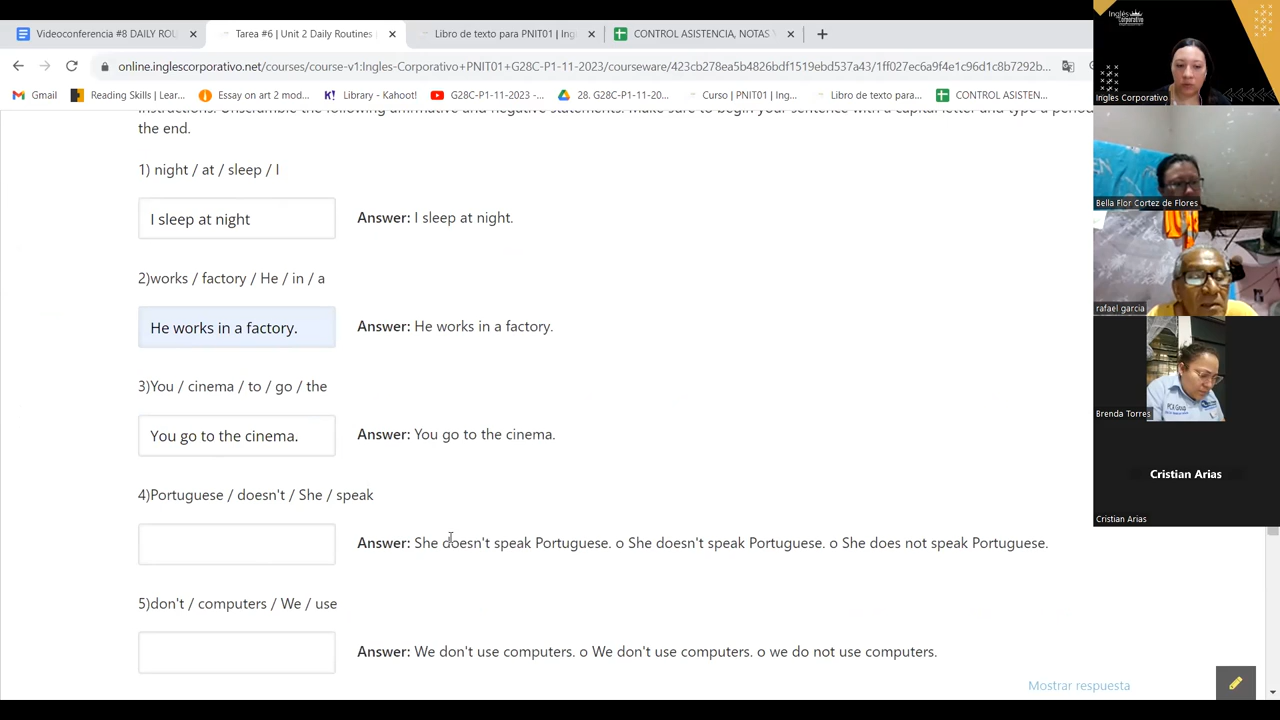 Videoconferencia #8 DAILY ROU
Tarea #6 | Unit 2 Daily Routines
Libro de texto para PNIT01 | Ing
CONTROL ASISTENCIA, NOTAS
online.inglescorporativo.net/courses/course-v1:Ingles-Corporativo+PNIT01+G28C-P1-11-2023/courseware/423cb278ea5b4826bdf1519ebd537a43/1ff027ec6a9f4e1c96d1c8b7292b...
Gmail
Reading Skills | Lear...
Essay on art 2 mod...
Library - Kahoot!
G28C-P1-11-2023 -...
28. G28C-P1-11-20...
Curso | PNIT01 | Ing...
Libro de texto para...
CONTROL ASISTEN...
the end.
1) night / at / sleep / I
I sleep at night
Answer: I sleep at night.
2)works / factory / He / in / a
He works in a factory.
Answer: He works in a factory.
3)You / cinema / to / go / the
You go to the cinema.
Answer: You go to the cinema.
4)Portuguese / doesn't / She / speak
Answer: She doesn't speak Portuguese. o She doesn't speak Portuguese. o She does not speak Portuguese.
5)don't / computers / We / use
Answer: We don't use computers. o We don't use computers. o we do not use computers.
Mostrar respuesta
Inglés
Corporativo
Ingles Corporativo
Bella Flor Cortez de Flores
rafael garcia
Brenda Torres
Cristian Arias
Cristian Arias